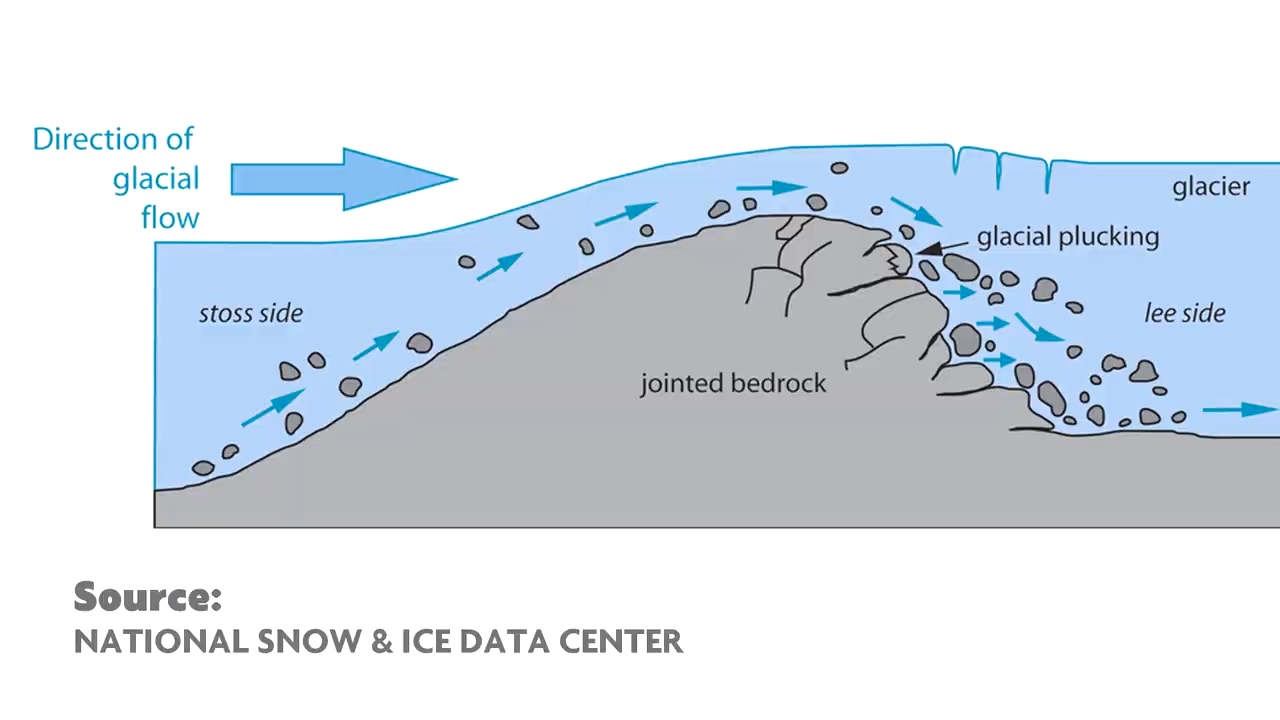 Direction of
glacial
flow
glacier
glacial plucking
stoss side
lee side
jointed bedrock
Source:
NATIONAL SNOW & ICE DATA CENTER